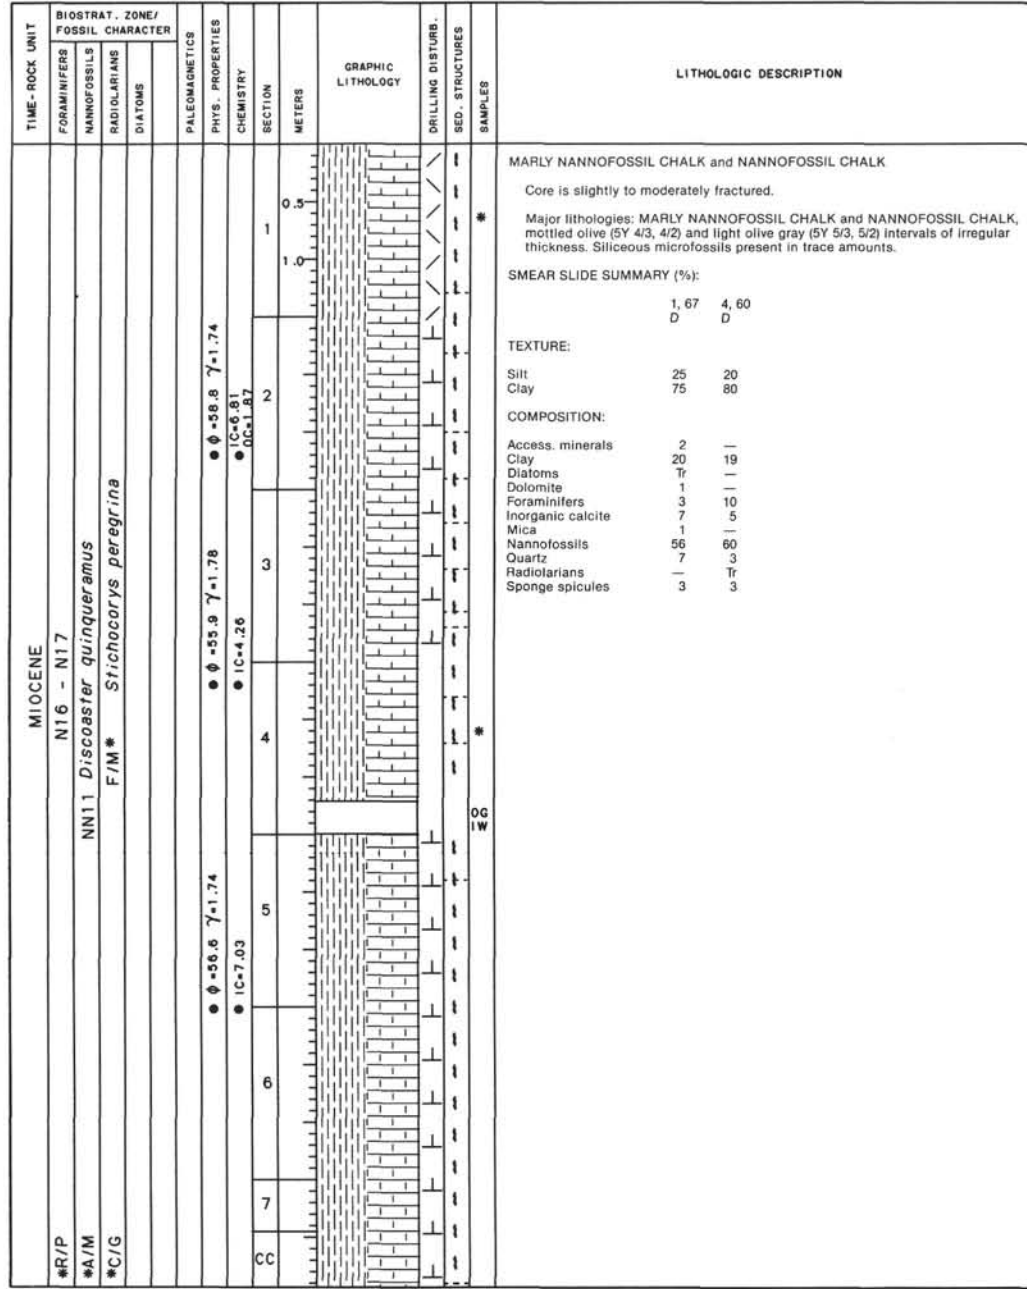 TIME-ROCK UNIT
BIOSTRAT. ZONE/
FOSSIL CHARACTER
FORAMINIFERS
NANNOFOSSILS
RADIOLARIANS
DIATOMS
PALEOMAGNETICS
PHYS. PROPERTIES
CHEMISTRY
SECTION
METERS
GRAPHIC
LITHOLOGY
DRILLING DISTURB.
SED. STRUCTURES
SAMPLES
LITHOLOGIC DESCRIPTION
MIOCENE
*R/P
N16 - N17
*A/M
NN11 Discoaster quinqueramus
*C/G
F/M* Stichocorys peregrina
● φ=58.8 γ=1.74
● φ=55.9 γ=1.78
● φ=56.6 γ=1.74
● IC=6.81
OC=1.87
● IC=4.26
● IC=7.03
1
2
3
4
5
6
7
CC
0.5
1.0
*
*
OG
IW
MARLY NANNOFOSSIL CHALK and NANNOFOSSIL CHALK
Core is slightly to moderately fractured.
Major lithologies: MARLY NANNOFOSSIL CHALK and NANNOFOSSIL CHALK,
mottled olive (5Y 4/3, 4/2) and light olive gray (5Y 5/3, 5/2) intervals of irregular
thickness. Siliceous microfossils present in trace amounts.
SMEAR SLIDE SUMMARY (%):
1, 67 4, 60
D D
TEXTURE:
Silt 25 20
Clay 75 80
COMPOSITION:
Access. minerals 2 —
Clay 20 19
Diatoms Tr —
Dolomite 1 —
Foraminifers 3 10
Inorganic calcite 7 5
Mica 1 —
Nannofossils 56 60
Quartz 7 3
Radiolarians — Tr
Sponge spicules 3 3